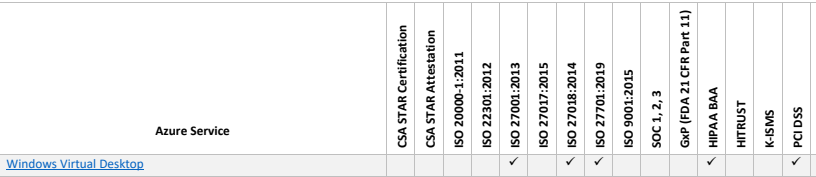 Azure Service
CSA STAR Certification
CSA STAR Attestation
ISO 20000-1:2011
ISO 22301:2012
ISO 27001:2013
ISO 27017:2015
ISO 27018:2014
ISO 27701:2019
ISO 9001:2015
SOC 1, 2, 3
GxP (FDA 21 CFR Part 11)
HIPAA BAA
HITRUST
K-ISMS
PCI DSS
Windows Virtual Desktop ✓ ✓ ✓ ✓ ✓